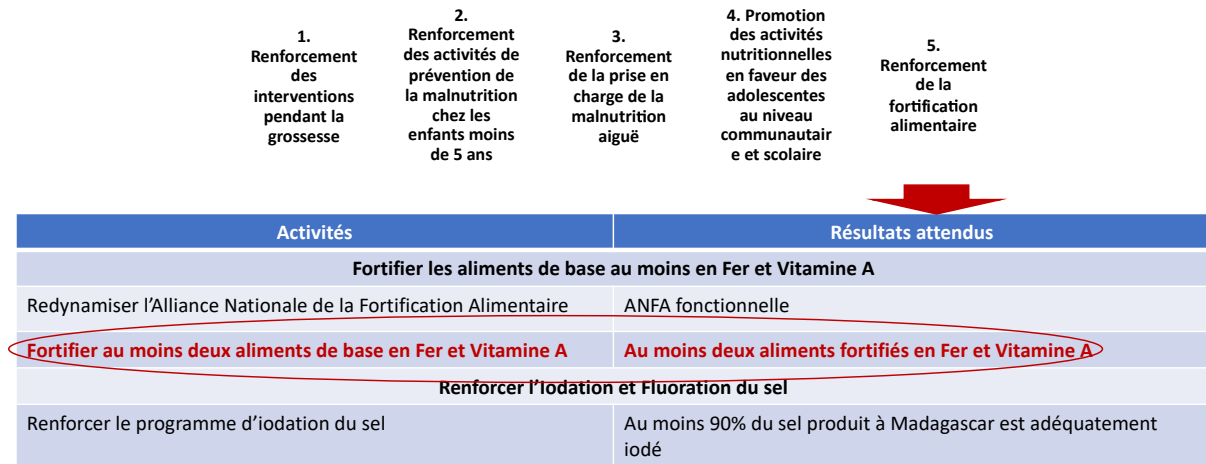 1.
Renforcement
des
interventions
pendant la
grossesse
2.
Renforcement
des activités de
prévention de
la malnutrition
chez les
enfants moins
de 5 ans
3.
Renforcement
de la prise en
charge de la
malnutrition
aiguë
4. Promotion
des activités
nutritionnelles
en faveur des
adolescentes
au niveau
communautair
e et scolaire
5.
Renforcement
de la
fortification
alimentaire
Activités
Résultats attendus
Fortifier les aliments de base au moins en Fer et Vitamine A
Redynamiser l’Alliance Nationale de la Fortification Alimentaire
ANFA fonctionnelle
Fortifier au moins deux aliments de base en Fer et Vitamine A
Au moins deux aliments fortifiés en Fer et Vitamine A
Renforcer l’Iodation et Fluoration du sel
Renforcer le programme d’iodation du sel
Au moins 90% du sel produit à Madagascar est adéquatement
iodé